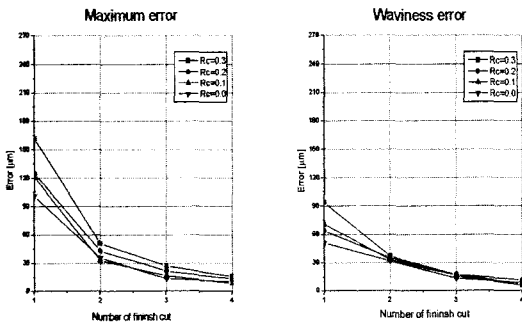 Maximum error
270
240
210
180
150
120
90
60
30
0
Error [μm]
Rc=0.3
Rc=0.2
Rc=0.1
Rc=0.0
1 2 3 4
Number of fininsh cut
Waviness error
270
240
210
180
150
120
90
60
30
0
Error [μm]
Rc=0.3
Rc=0.2
Rc=0.1
Rc=0.0
1 2 3 4
Number of fininsh cut